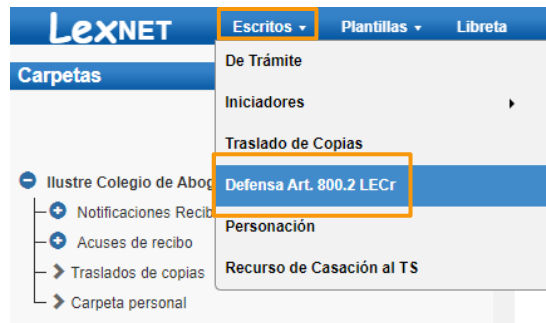 LexNET
Escritos Plantillas Libreta
Carpetas
De Trámite
Iniciadores
Traslado de Copias
Defensa Art. 800.2 LECr
Personación
Recurso de Casación al TS
Ilustre Colegio de Abog
Notificaciones Recib
Acuses de recibo
Traslados de copias
Carpeta personal